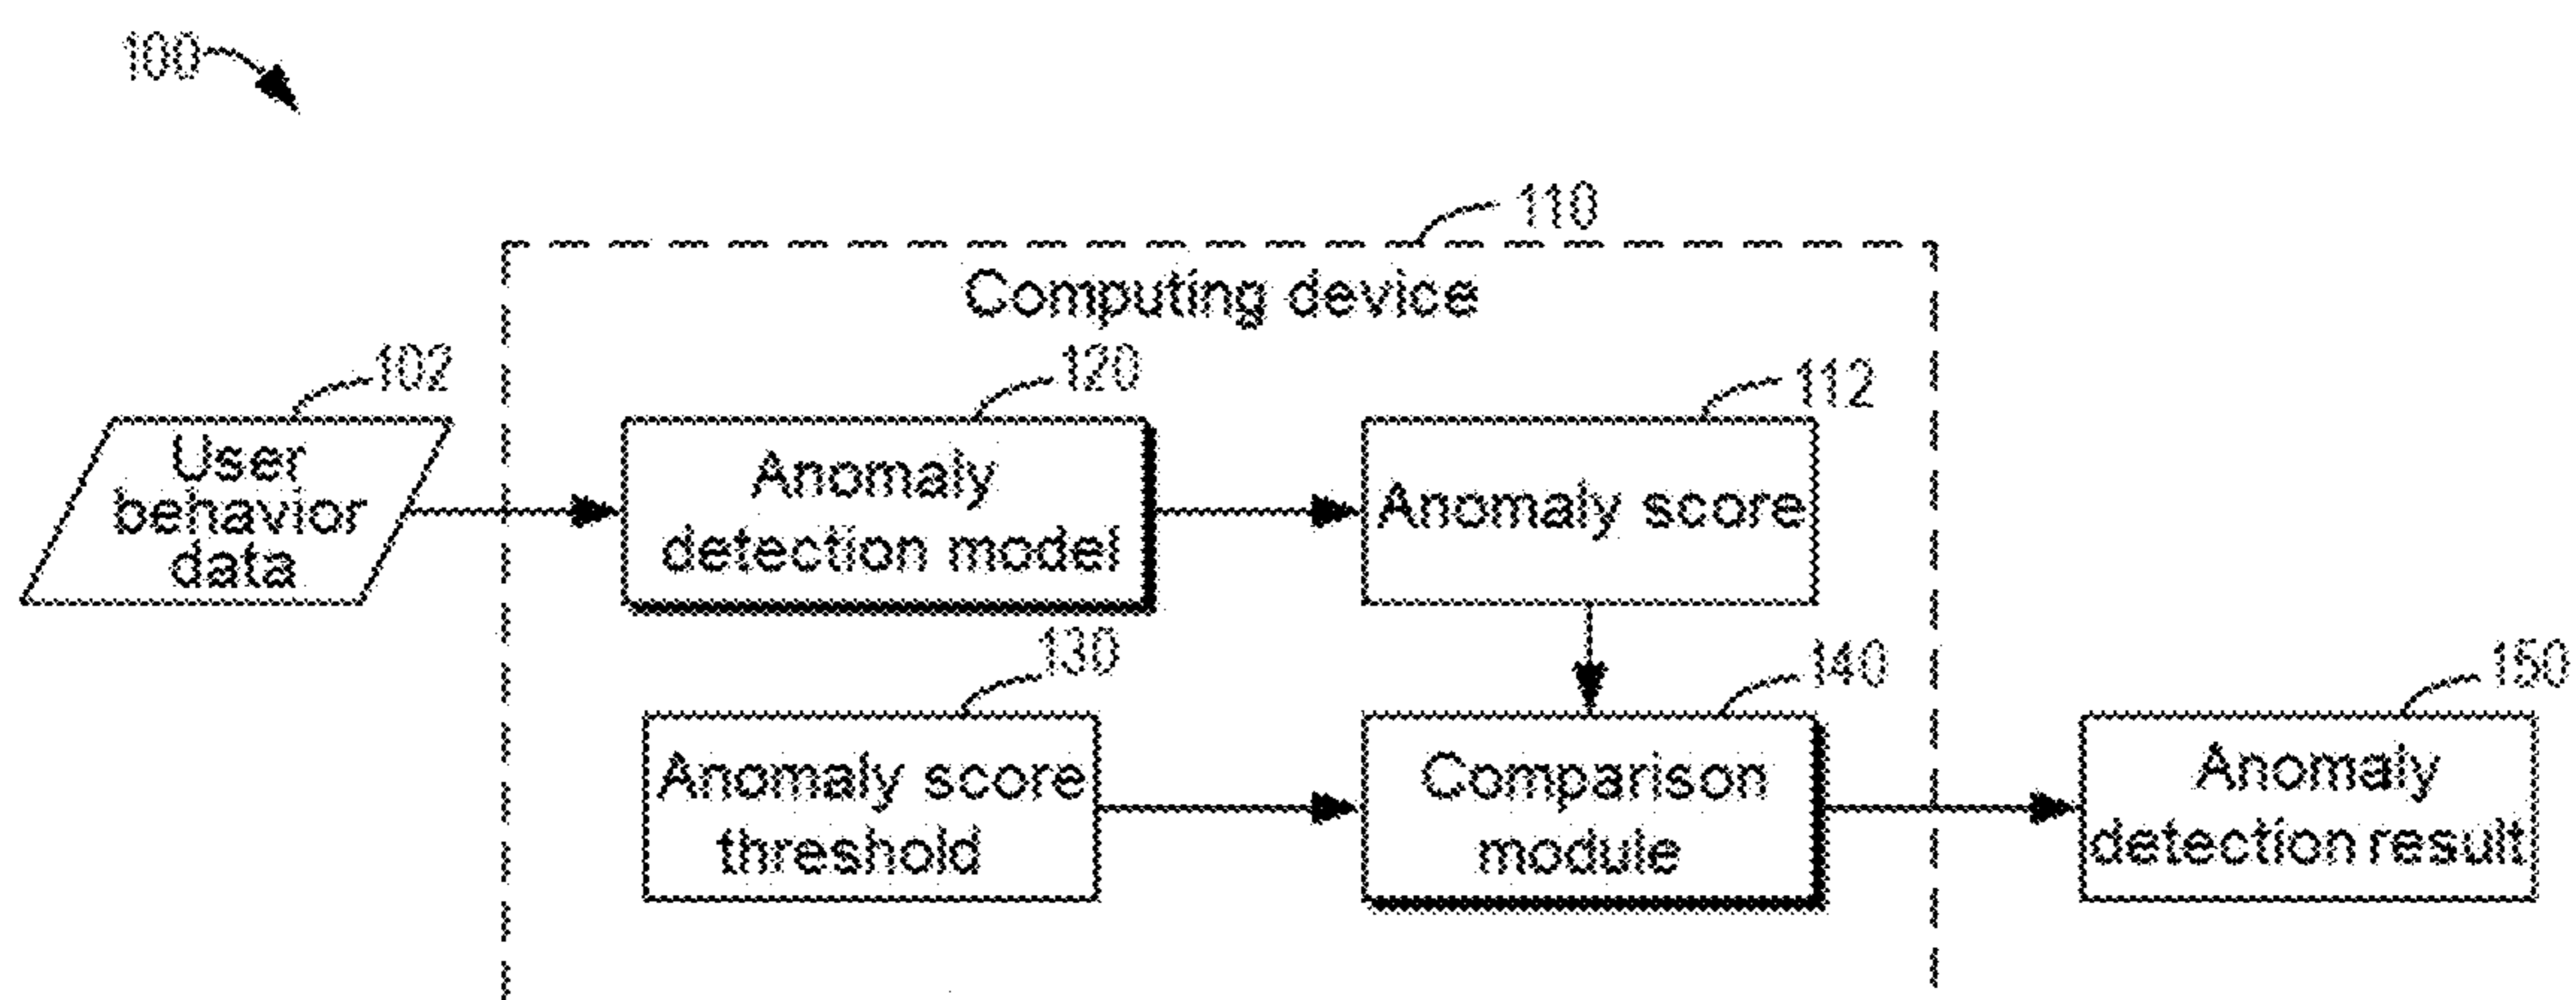 100
110
Computing device
102
120
112
User
behavior
data
Anomaly
detection model
Anomaly score
130
140
150
Anomaly score
threshold
Comparison
module
Anomaly
detection result